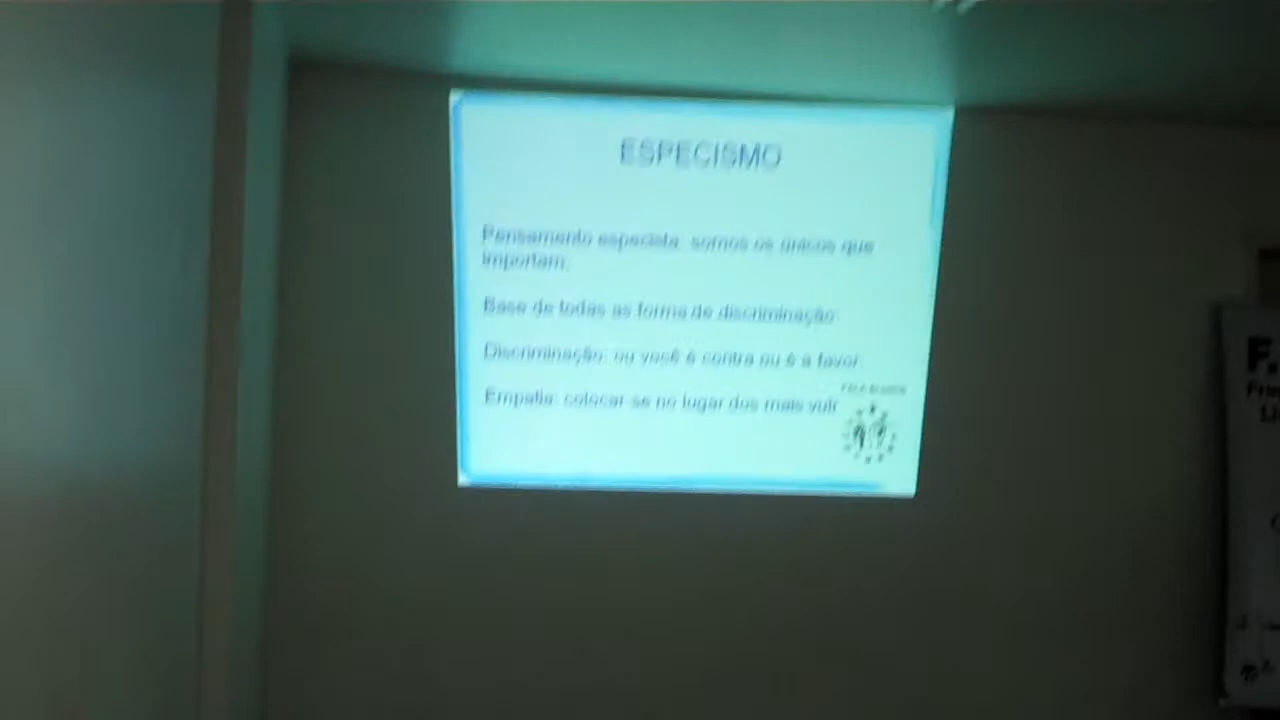 ESPECISMO
Pensamento especista: somos os únicos que
importam.
Base de todas as forma de discriminação
Discriminação: ou você é contra ou é a favor.
Empatia: colocar-se no lugar dos mais vulr
F.